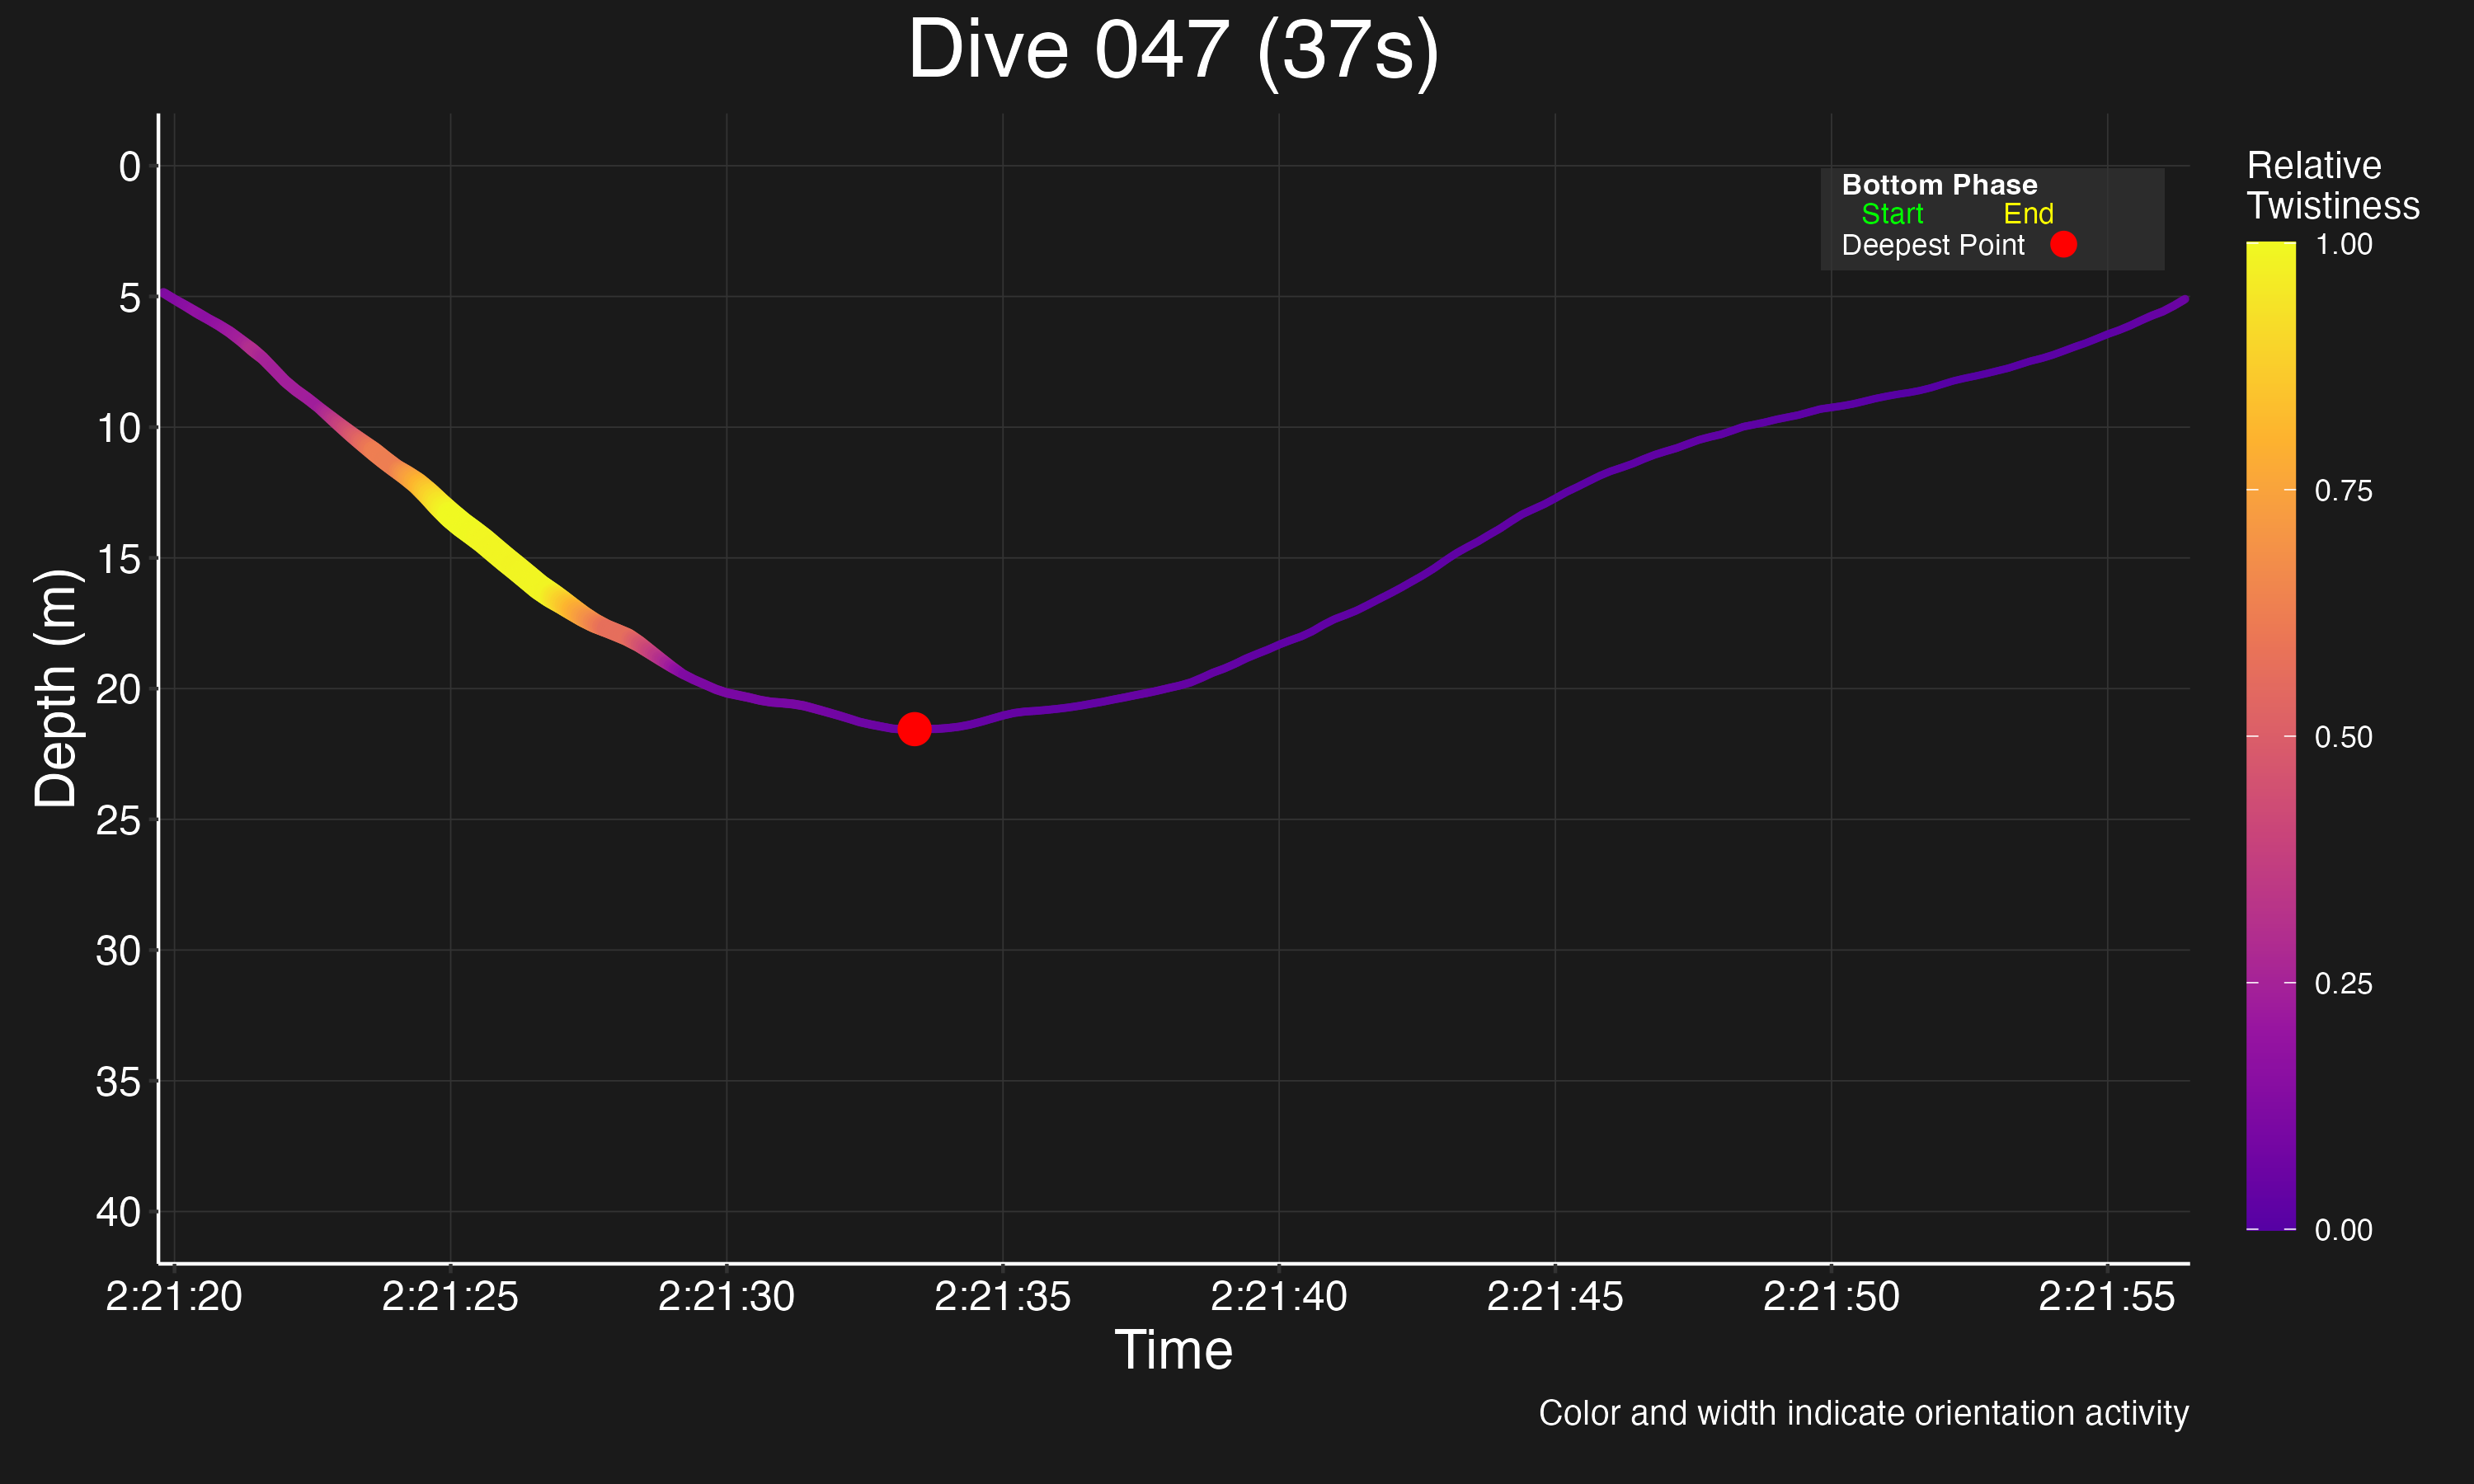 Dive 047 (37s)
Bottom Phase
Start End
Deepest Point
Relative
Twistiness
1.00
0.75
0.50
0.25
0.00
Depth (m)
0
5
10
15
20
25
30
35
40
2:21:20 2:21:25 2:21:30 2:21:35 2:21:40 2:21:45 2:21:50 2:21:55
Time
Color and width indicate orientation activity